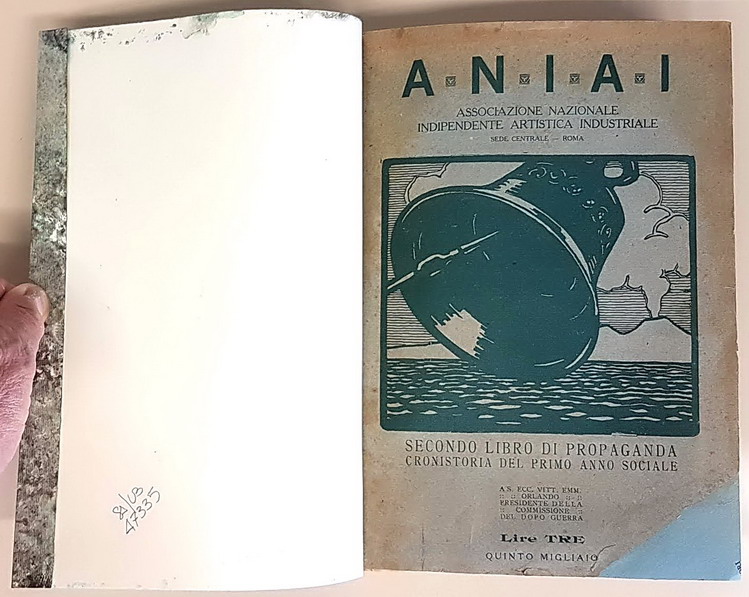 A·N·I·A·I
ASSOCIAZIONE NAZIONALE
INDIPENDENTE ARTISTICA INDUSTRIALE
SEDE CENTRALE — ROMA
SECONDO LIBRO DI PROPAGANDA
CRONISTORIA DEL PRIMO ANNO SOCIALE
A S. ECC. VITT. EMM.
:: :: ORLANDO :: ::
PRESIDENTE DELLA
:: COMMISSIONE ::
DEL DOPO GUERRA
Lire TRE
QUINTO MIGLIAIO
47335